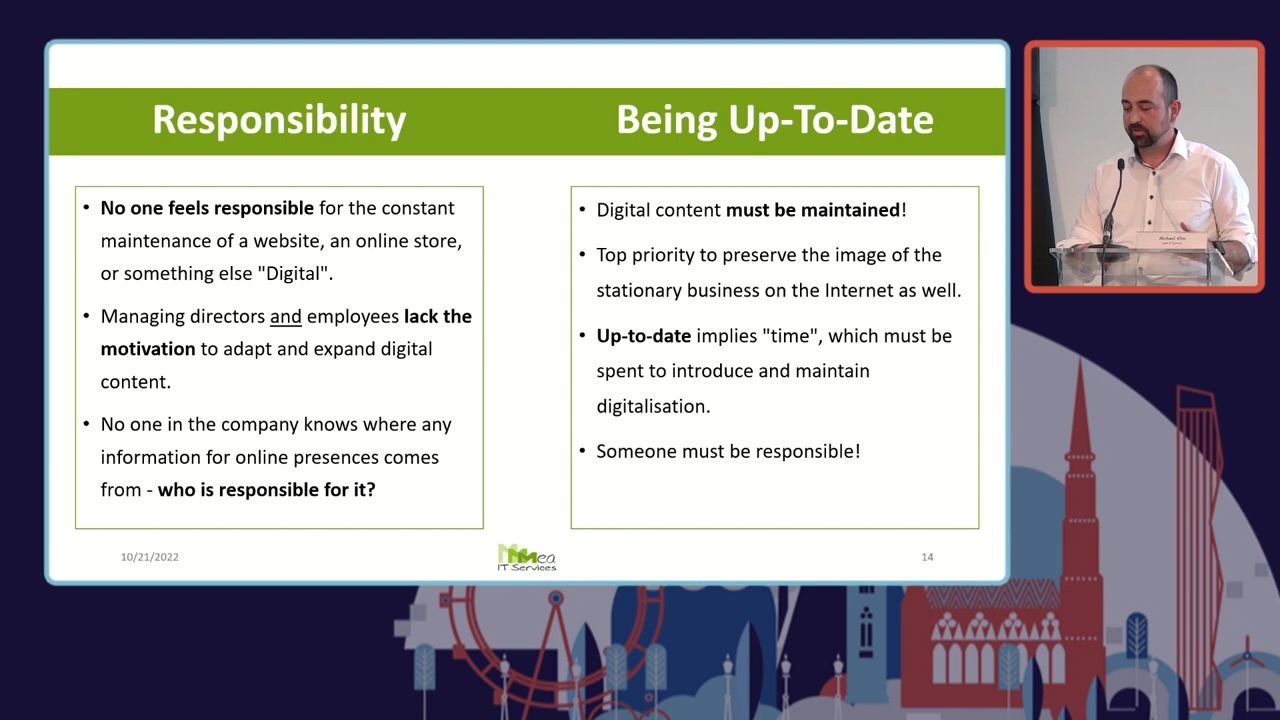 Responsibility
Being Up-To-Date
• No one feels responsible for the constant
maintenance of a website, an online store,
or something else "Digital".
• Managing directors and employees lack the
motivation to adapt and expand digital
content.
• No one in the company knows where any
information for online presences comes
from - who is responsible for it?
• Digital content must be maintained!
• Top priority to preserve the image of the
stationary business on the Internet as well.
• Up-to-date implies "time", which must be
spent to introduce and maintain
digitalisation.
• Someone must be responsible!
10/21/2022
Mea
IT Services
14